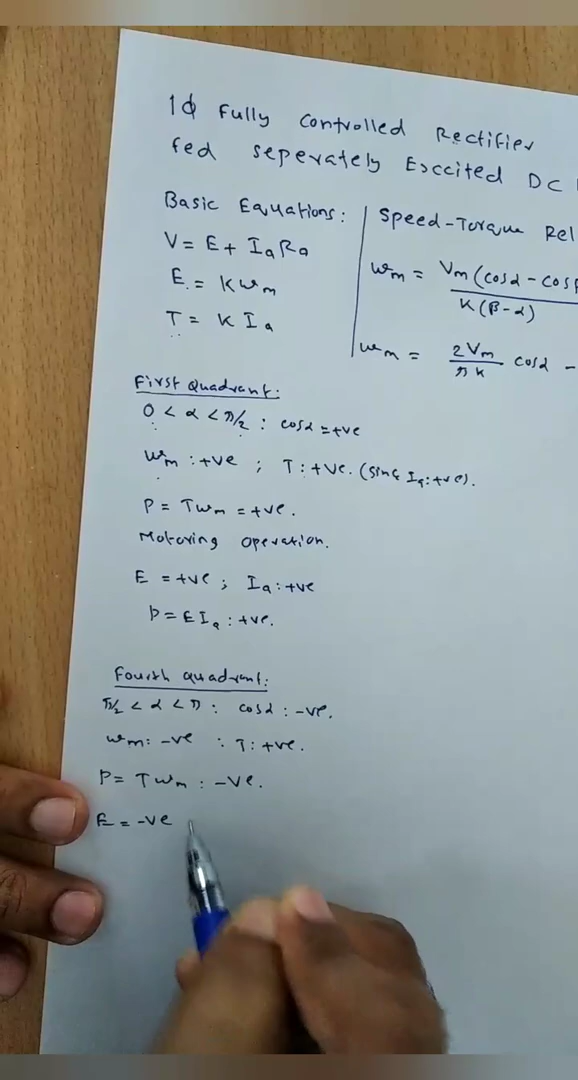 1ϕ Fully Controlled Rectifier
fed seperately Excited DC
Basic Equations:
V = E + IaRa
E = Kωm
T = K Ia
Speed-Torque Rel
ωm = Vm(cosα - cosβ
K(β-α)
ωm = 2Vm/πK cosα -
First Quadrant:
0 < α < π/2 : cosα = +ve
ωm : +ve ; T : +ve. (since Ia : +ve).
P = Tωm = +ve.
Motoring Operation.
E = +ve ; Ia : +ve
P = EIa : +ve.
Fourth quadrant:
π/2 < α < π : cosα : -ve.
ωm : -ve : T : +ve.
P = Tωm : -ve.
E = -ve